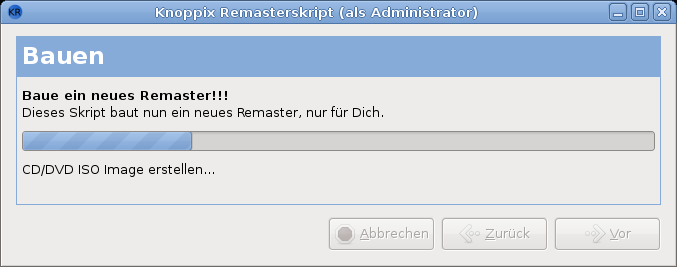 KR Knoppix Remasterskript (als Administrator)
Bauen
Baue ein neues Remaster!!!
Dieses Skript baut nun ein neues Remaster, nur für Dich.
CD/DVD ISO Image erstellen...
Abbrechen Zurück Vor